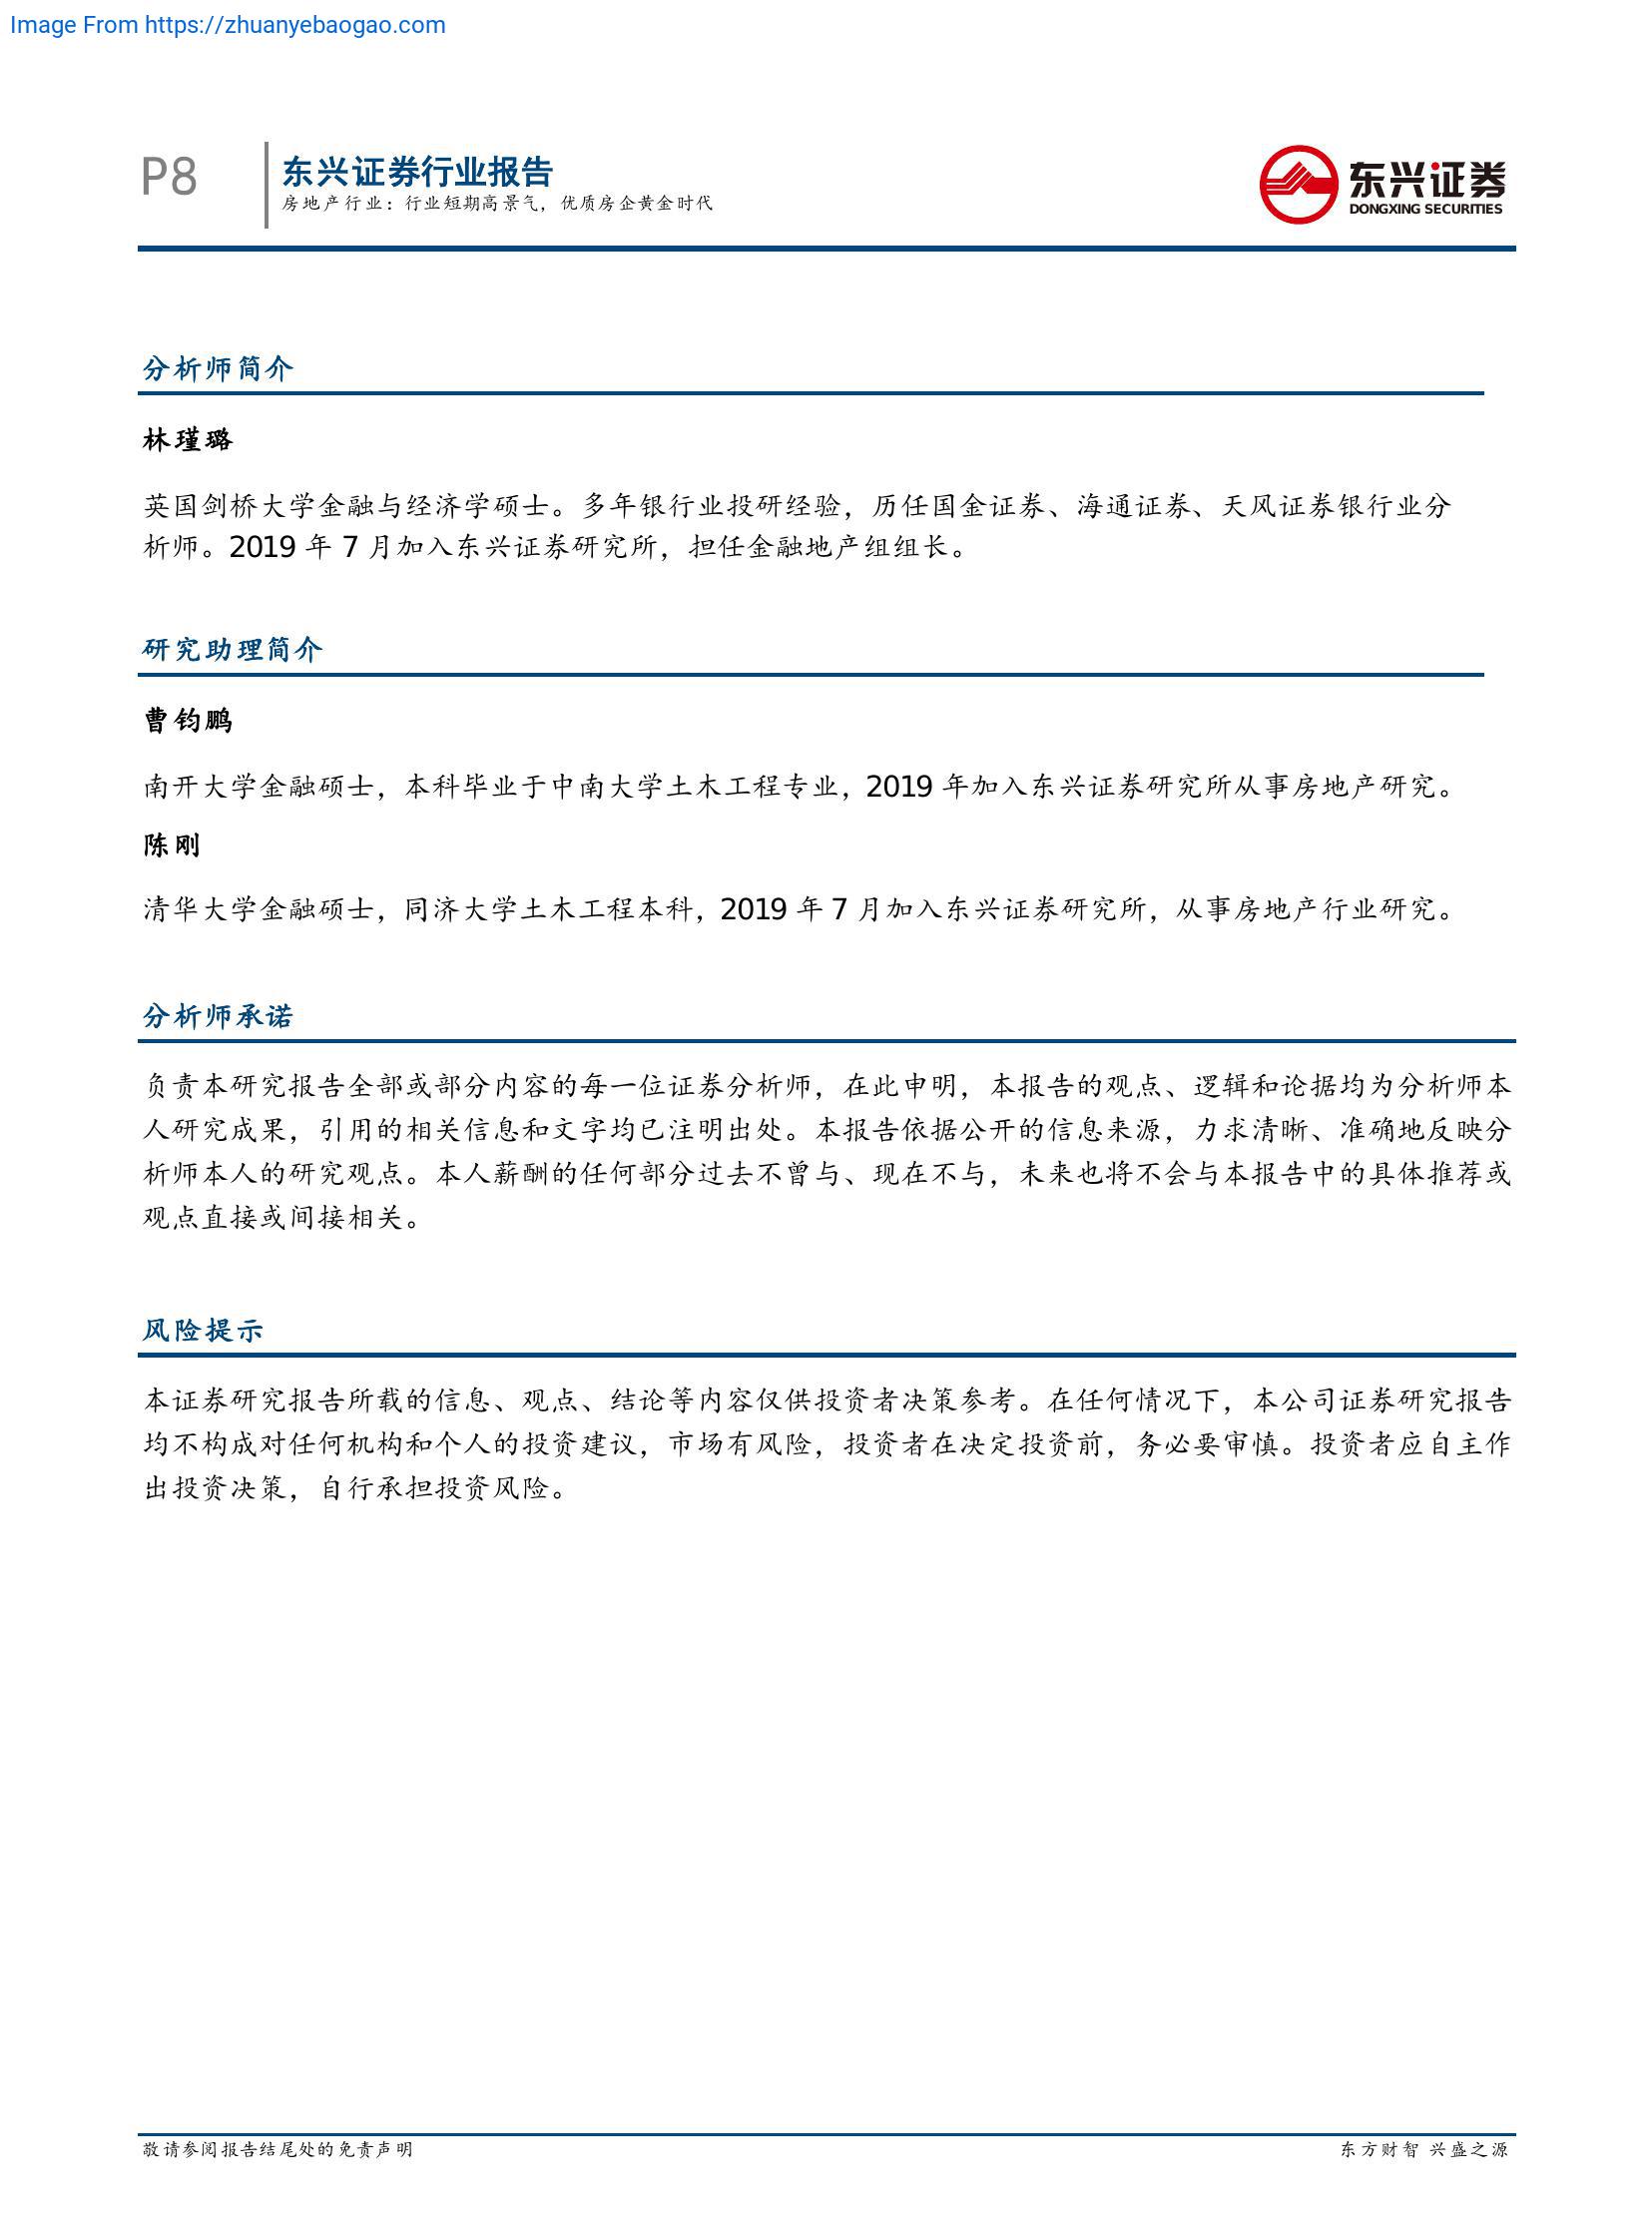 Image From https://zhuanyebaogao.com
P8
东兴证券行业报告
房地产行业：行业短期高景气，优质房企黄金时代
东兴证券
DONGXING SECURITIES
分析师简介
林瑾璐
英国剑桥大学金融与经济学硕士。多年银行业投研经验，历任国金证券、海通证券、天风证券银行业分
析师。2019 年 7 月加入东兴证券研究所，担任金融地产组组长。
研究助理简介
曹钧鹏
南开大学金融硕士，本科毕业于中南大学土木工程专业，2019 年加入东兴证券研究所从事房地产研究。
陈刚
清华大学金融硕士，同济大学土木工程本科，2019 年 7 月加入东兴证券研究所，从事房地产行业研究。
分析师承诺
负责本研究报告全部或部分内容的每一位证券分析师，在此申明，本报告的观点、逻辑和论据均为分析师本
人研究成果，引用的相关信息和文字均已注明出处。本报告依据公开的信息来源，力求清晰、准确地反映分
析师本人的研究观点。本人薪酬的任何部分过去不曾与、现在不与，未来也将不会与本报告中的具体推荐或
观点直接或间接相关。
风险提示
本证券研究报告所载的信息、观点、结论等内容仅供投资者决策参考。在任何情况下，本公司证券研究报告
均不构成对任何机构和个人的投资建议，市场有风险，投资者在决定投资前，务必要审慎。投资者应自主作
出投资决策，自行承担投资风险。
敬请参阅报告结尾处的免责声明
东方财智 兴盛之源